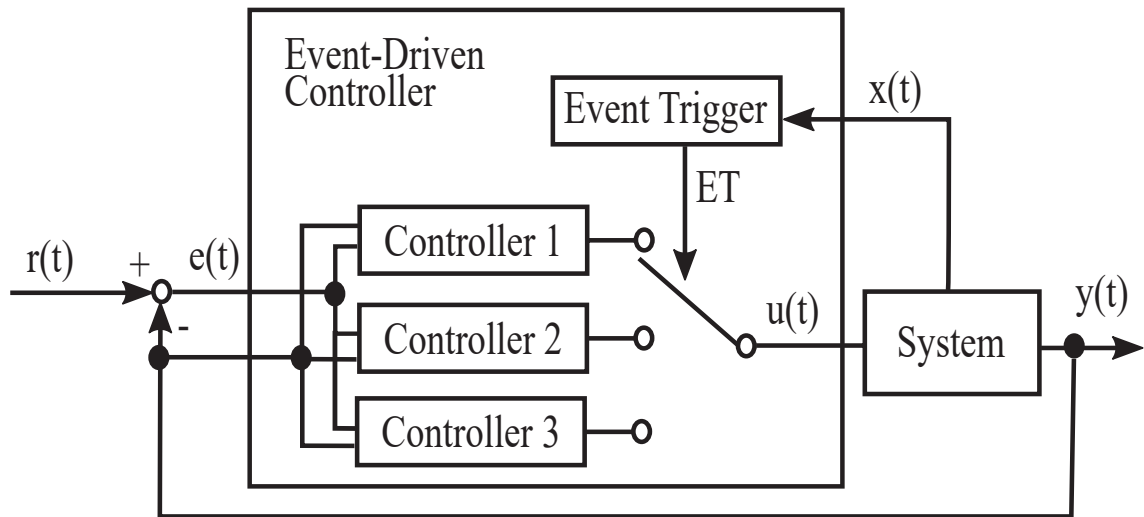 Event-Driven
Controller
Event Trigger
x(t)
ET
Controller 1
r(t)
+
e(t)
-
Controller 2
u(t)
System
y(t)
Controller 3